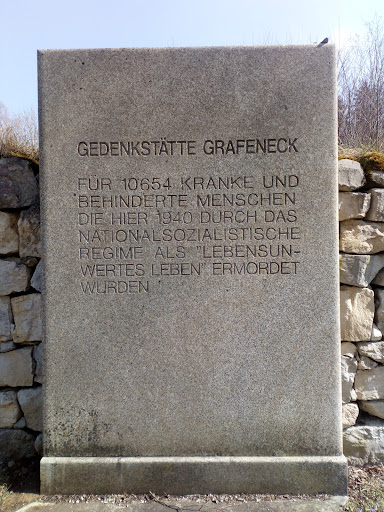 GEDENKSTÄTTE GRAFENECK
FÜR 10654 KRANKE UND
BEHINDERTE MENSCHEN
DIE HIER 1940 DURCH DAS
NATIONALSOZIALISTISCHE
REGIME ALS "LEBENSUN-
WERTES LEBEN" ERMORDET
WURDEN